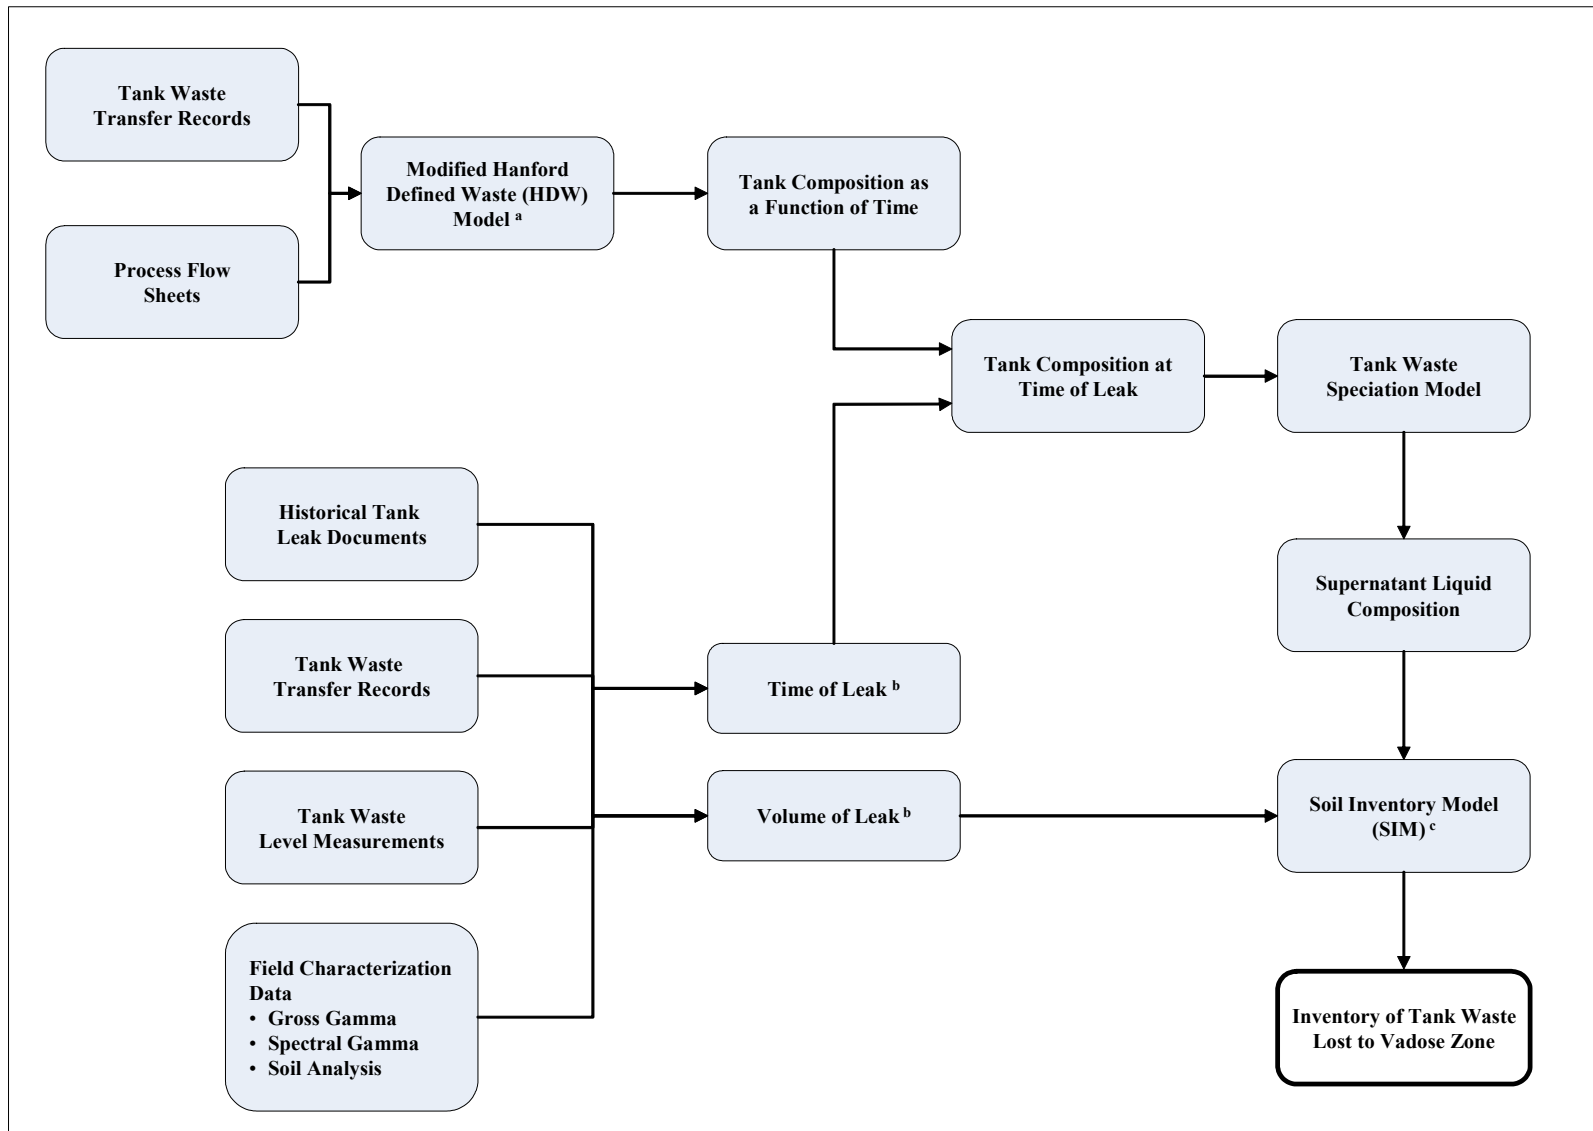 Tank Waste
Transfer Records
Process Flow
Sheets
Modified Hanford
Defined Waste (HDW)
Model a
Tank Composition as
a Function of Time
Tank Composition at
Time of Leak
Tank Waste
Speciation Model
Historical Tank
Leak Documents
Tank Waste
Transfer Records
Tank Waste
Level Measurements
Field Characterization
Data
• Gross Gamma
• Spectral Gamma
• Soil Analysis
Time of Leak b
Volume of Leak b
Supernatant Liquid
Composition
Soil Inventory Model
(SIM) c
Inventory of Tank Waste
Lost to Vadose Zone